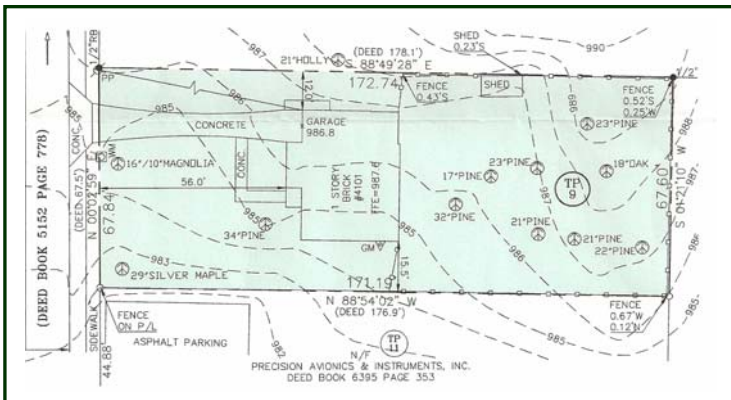 (DEED BOOK 5152 PAGE 778)
1/2"RB
987
21"HOLLY
(DEED 178.1')
S 88°49'28" E
SHED
0.23'S
990
PP
172.74
FENCE
0.43'S
SHED
FENCE
0.52'S
0.25'W
1/2"
985
985
986
12.0'
GARAGE
986.8
CONCRETE
986
988
23"PINE
CONC.
WM
16"/10"MAGNOLIA
CONC.
56.0'
1 STORY
BRICK
#4101
17"PINE
23"PINE
18"OAK
987
987
TP
9
(DEED 67.5')
N 00°02'59" E
67.84
67.60
S 01°21'10" W
985
34"PINE
32"PINE
985
21"PINE
21"PINE
22"PINE
986
986
983
GM
29"SILVER MAPLE
15.5'
171.19
N 88°54'02" W
(DEED 176.9')
FENCE
0.67'W
0.12'N
985
985
SIDEWALK
44.88'
FENCE
ON P/L
ASPHALT PARKING
982
TP
11
N/F
PRECISION AVIONICS & INSTRUMENTS, INC.
DEED BOOK 6395 PAGE 353